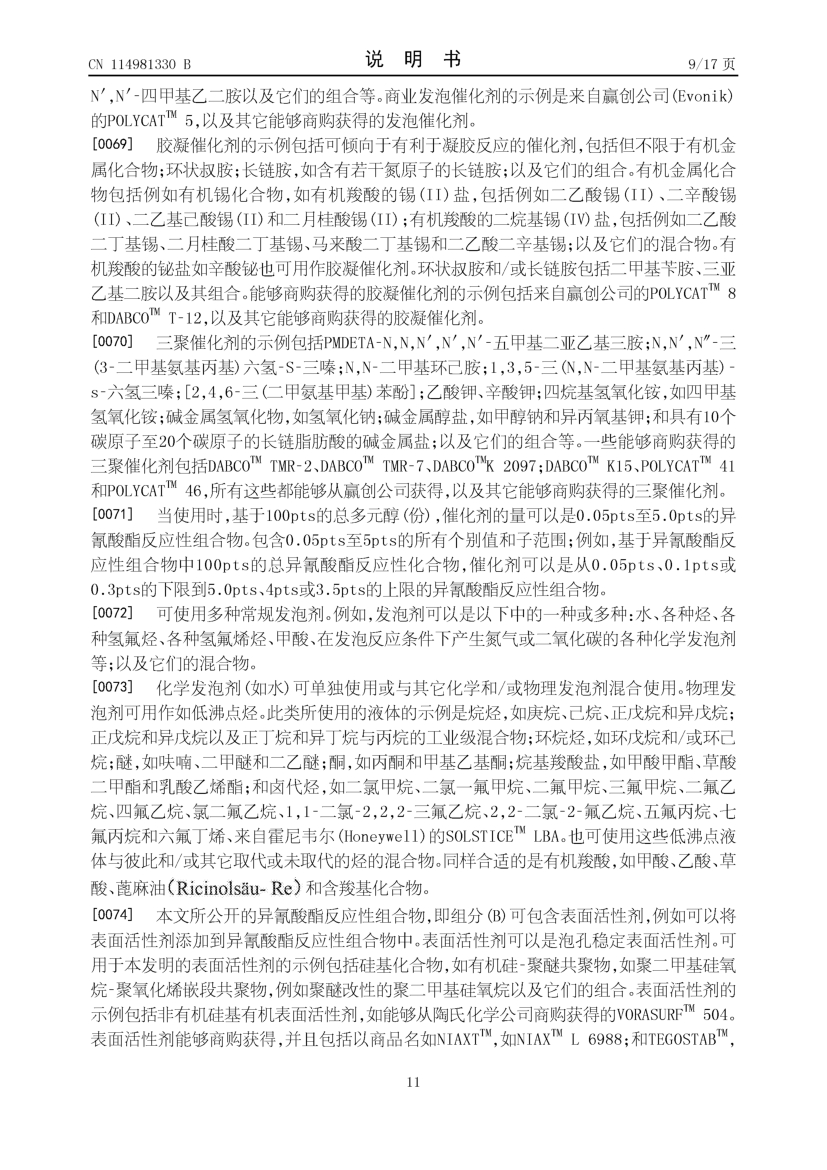 CN 114981330 B
说 明 书
9/17 页
N′,N′-四甲基乙二胺以及它们的组合等。商业发泡催化剂的示例是来自赢创公司(Evonik)
的POLYCAT™ 5,以及其它能够商购获得的发泡催化剂。
[0069] 胶凝催化剂的示例包括可倾向于有利于凝胶反应的催化剂,包括但不限于有机金
属化合物;环状叔胺;长链胺,如含有若干氮原子的长链胺;以及它们的组合。有机金属化合
物包括例如有机锡化合物,如有机羧酸的锡(II)盐,包括例如二乙酸锡(II)、二辛酸锡
(II)、二乙基己酸锡(II)和二月桂酸锡(II);有机羧酸的二烷基锡(IV)盐,包括例如二乙酸
二丁基锡、二月桂酸二丁基锡、马来酸二丁基锡和二乙酸二辛基锡;以及它们的混合物。有
机羧酸的铋盐如辛酸铋也可用作胶凝催化剂。环状叔胺和/或长链胺包括二甲基苄胺、三亚
乙基二胺以及其组合。能够商购获得的胶凝催化剂的示例包括来自赢创公司的POLYCAT™ 8
和DABCO™ T-12,以及其它能够商购获得的胶凝催化剂。
[0070] 三聚催化剂的示例包括PMDETA-N,N,N′,N′,N′-五甲基二亚乙基三胺;N,N′,N″-三
(3-二甲基氨基丙基)六氢-S-三嗪;N,N-二甲基环己胺;1,3,5-三(N,N-二甲基氨基丙基)-
s-六氢三嗪;[2,4,6-三(二甲氨基甲基)苯酚];乙酸钾、辛酸钾;四烷基氢氧化铵,如四甲基
氢氧化铵;碱金属氢氧化物,如氢氧化钠;碱金属醇盐,如甲醇钠和异丙氧基钾;和具有10个
碳原子至20个碳原子的长链脂肪酸的碱金属盐;以及它们的组合等。一些能够商购获得的
三聚催化剂包括DABCO™ TMR-2、DABCO™ TMR-7、DABCO™K 2097;DABCO™ K15、POLYCAT™ 41
和POLYCAT™ 46,所有这些都能够从赢创公司获得,以及其它能够商购获得的三聚催化剂。
[0071] 当使用时,基于100pts的总多元醇(份),催化剂的量可以是0.05pts至5.0pts的异
氰酸酯反应性组合物。包含0.05pts至5pts的所有个别值和子范围;例如,基于异氰酸酯反
应性组合物中100pts的总异氰酸酯反应性化合物,催化剂可以是从0.05pts、0.1pts或
0.3pts的下限到5.0pts、4pts或3.5pts的上限的异氰酸酯反应性组合物。
[0072] 可使用多种常规发泡剂。例如,发泡剂可以是以下中的一种或多种:水、各种烃、各
种氢氟烃、各种氢氟烯烃、甲酸、在发泡反应条件下产生氮气或二氧化碳的各种化学发泡剂
等;以及它们的混合物。
[0073] 化学发泡剂(如水)可单独使用或与其它化学和/或物理发泡剂混合使用。物理发
泡剂可用作如低沸点烃。此类所使用的液体的示例是烷烃,如庚烷、己烷、正戊烷和异戊烷;
正戊烷和异戊烷以及正丁烷和异丁烷与丙烷的工业级混合物;环烷烃,如环戊烷和/或环己
烷;醚,如呋喃、二甲醚和二乙醚;酮,如丙酮和甲基乙基酮;烷基羧酸盐,如甲酸甲酯、草酸
二甲酯和乳酸乙烯酯;和卤代烃,如二氯甲烷、二氯一氟甲烷、二氟甲烷、三氟甲烷、二氟乙
烷、四氟乙烷、氯二氟乙烷、1,1-二氯-2,2,2-三氟乙烷、2,2-二氯-2-氟乙烷、五氟丙烷、七
氟丙烷和六氟丁烯、来自霍尼韦尔(Honeywell)的SOLSTICE™ LBA。也可使用这些低沸点液
体与彼此和/或其它取代或未取代的烃的混合物。同样合适的是有机羧酸,如甲酸、乙酸、草
酸、蓖麻油(Ricinolsäu- Re)和含羧基化合物。
[0074] 本文所公开的异氰酸酯反应性组合物,即组分(B)可包含表面活性剂,例如可以将
表面活性剂添加到异氰酸酯反应性组合物中。表面活性剂可以是泡孔稳定表面活性剂。可
用于本发明的表面活性剂的示例包括硅基化合物,如有机硅-聚醚共聚物,如聚二甲基硅氧
烷-聚氧化烯嵌段共聚物,例如聚醚改性的聚二甲基硅氧烷以及它们的组合。表面活性剂的
示例包括非有机硅基有机表面活性剂,如能够从陶氏化学公司商购获得的VORASURF™ 504。
表面活性剂能够商购获得,并且包括以商品名如NIAXT™,如NIAX™ L 6988;和TEGOSTAB™,
11